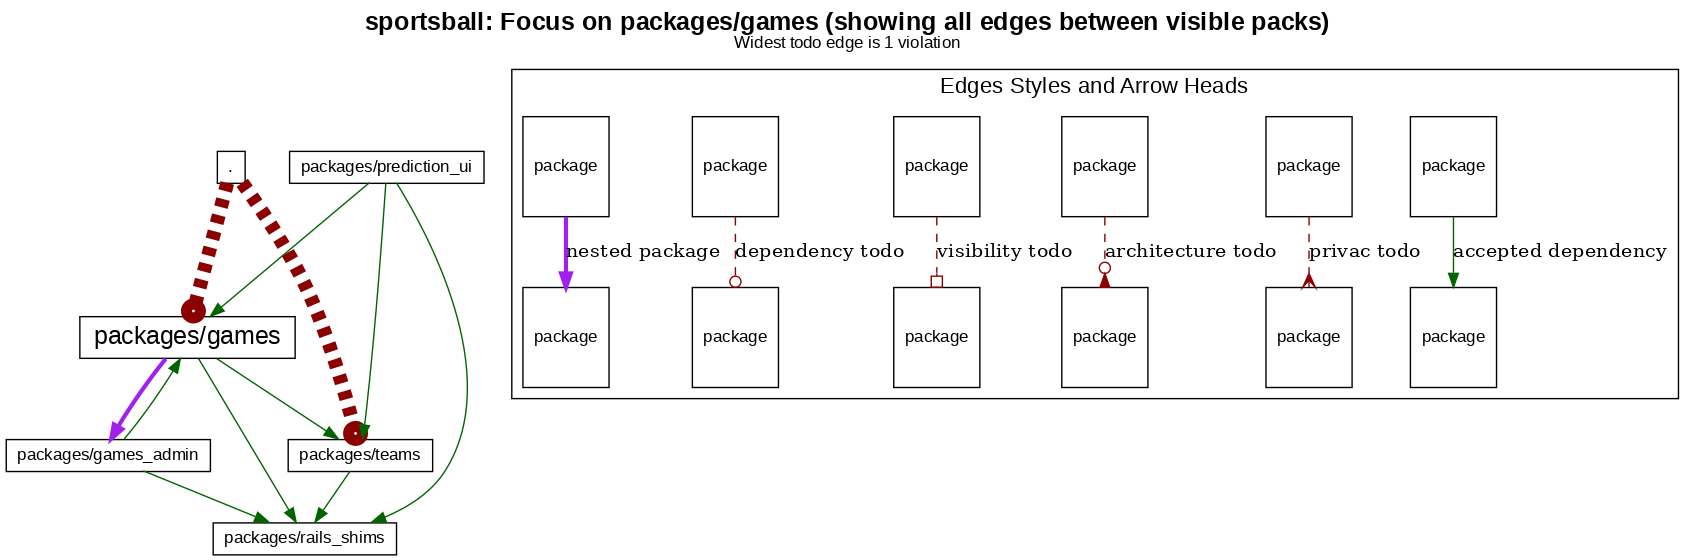 sportsball: Focus on packages/games (showing all edges between visible packs)
Widest todo edge is 1 violation
Edges Styles and Arrow Heads
package
package
package
package
package
package
nested package
dependency todo
visibility todo
architecture todo
privac todo
accepted dependency
package
package
package
package
package
package
.
packages/prediction_ui
packages/games
packages/games_admin
packages/teams
packages/rails_shims